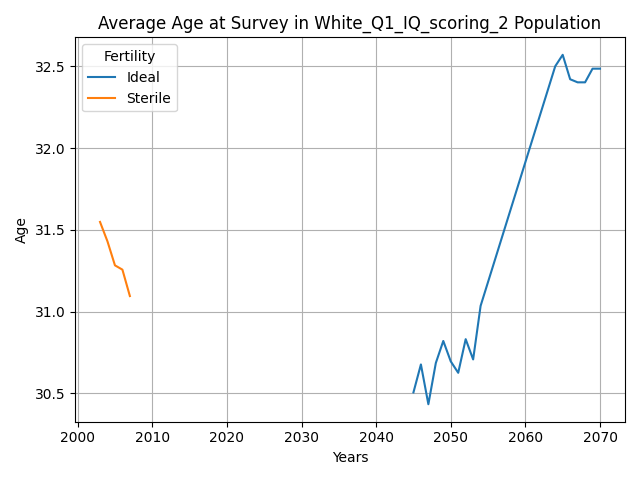 Average Age at Survey in White_Q1_IQ_scoring_2 Population
Fertility
Ideal
Sterile
32.5
32.0
31.5
31.0
30.5
Age
2000 2010 2020 2030 2040 2050 2060 2070
Years